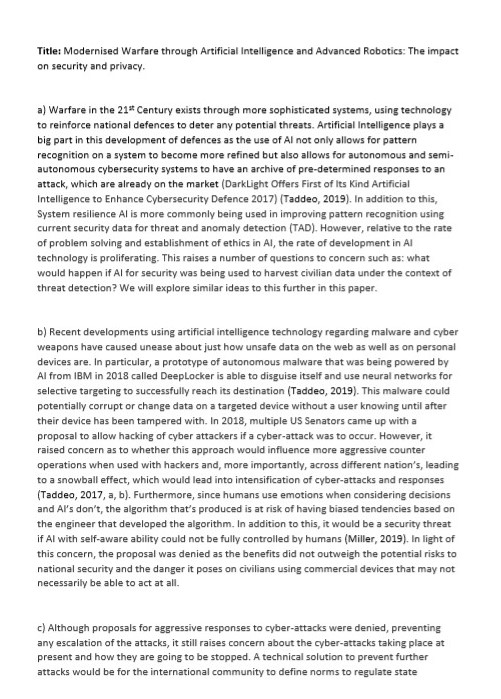 Title: Modernised Warfare through Artificial Intelligence and Advanced Robotics: The impact
on security and privacy.
a) Warfare in the 21st Century exists through more sophisticated systems, using technology
to reinforce national defences to deter any potential threats. Artificial Intelligence plays a
big part in this development of defences as the use of AI not only allows for pattern
recognition on a system to become more refined but also allows for autonomous and semi-
autonomous cybersecurity systems to have an archive of pre-determined responses to an
attack, which are already on the market (DarkLight Offers First of Its Kind Artificial
Intelligence to Enhance Cybersecurity Defence 2017) (Taddeo, 2019). In addition to this,
System resilience AI is more commonly being used in improving pattern recognition using
current security data for threat and anomaly detection (TAD). However, relative to the rate
of problem solving and establishment of ethics in AI, the rate of development in AI
technology is proliferating. This raises a number of questions to concern such as: what
would happen if AI for security was being used to harvest civilian data under the context of
threat detection? We will explore similar ideas to this further in this paper.
b) Recent developments using artificial intelligence technology regarding malware and cyber
weapons have caused unease about just how unsafe data on the web as well as on personal
devices are. In particular, a prototype of autonomous malware that was being powered by
AI from IBM in 2018 called DeepLocker is able to disguise itself and use neural networks for
selective targeting to successfully reach its destination (Taddeo, 2019). This malware could
potentially corrupt or change data on a targeted device without a user knowing until after
their device has been tampered with. In 2018, multiple US Senators came up with a
proposal to allow hacking of cyber attackers if a cyber-attack was to occur. However, it
raised concern as to whether this approach would influence more aggressive counter
operations when used with hackers and, more importantly, across different nation's, leading
to a snowball effect, which would lead into intensification of cyber-attacks and responses
(Taddeo, 2017, a, b). Furthermore, since humans use emotions when considering decisions
and AI's don't, the algorithm that's produced is at risk of having biased tendencies based on
the engineer that developed the algorithm. In addition to this, it would be a security threat
if AI with self-aware ability could not be fully controlled by humans (Miller, 2019). In light of
this concern, the proposal was denied as the benefits did not outweigh the potential risks to
national security and the danger it poses on civilians using commercial devices that may not
necessarily be able to act at all.
c) Although proposals for aggressive responses to cyber-attacks were denied, preventing
any escalation of the attacks, it still raises concern about the cyber-attacks taking place at
present and how they are going to be stopped. A technical solution to prevent further
attacks would be for the international community to define norms to regulate state